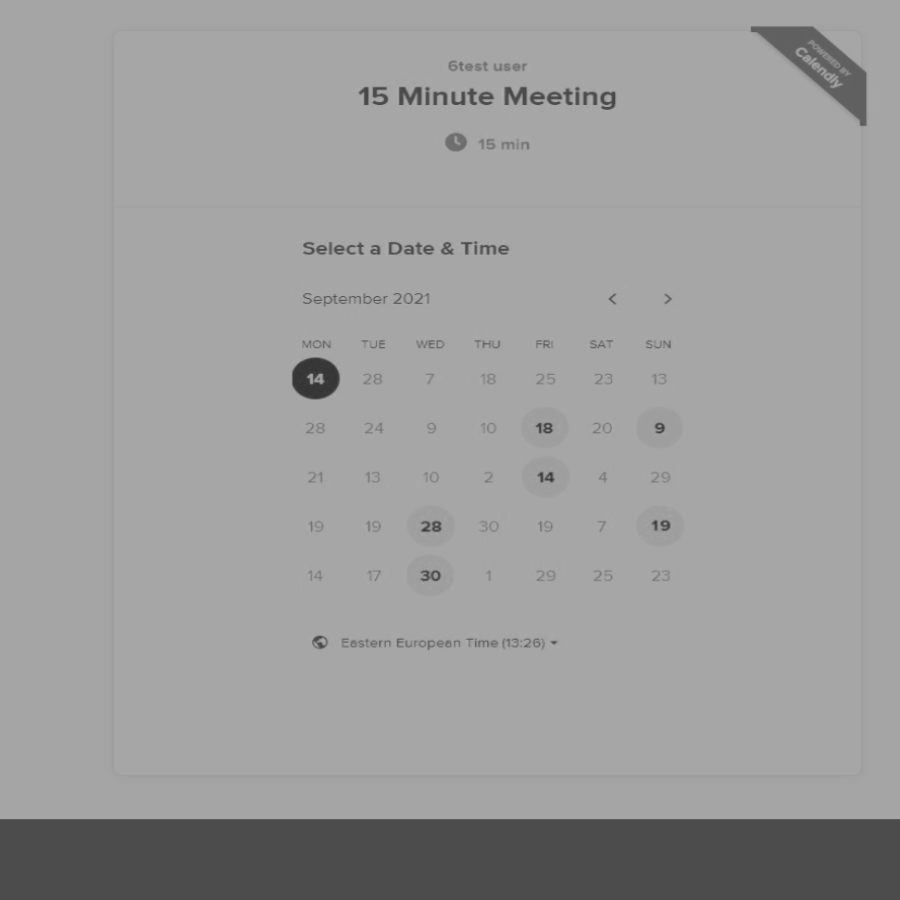 POWERED BY
Calendly
6test user
15 Minute Meeting
15 min
Select a Date & Time
September 2021
MON TUE WED THU FRI SAT SUN
14 28 7 18 25 23 13
28 24 9 10 18 20 9
21 13 10 2 14 4 29
19 19 28 30 19 7 19
14 17 30 1 29 25 23
Eastern European Time (13:26)